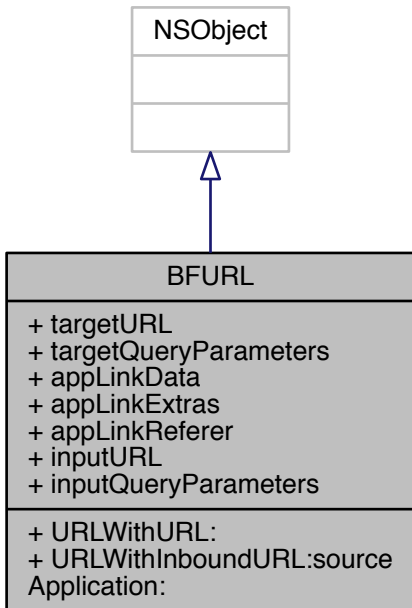 NSObject
BFURL
+ targetURL
+ targetQueryParameters
+ appLinkData
+ appLinkExtras
+ appLinkReferer
+ inputURL
+ inputQueryParameters
+ URLWithURL:
+ URLWithInboundURL:source
Application: